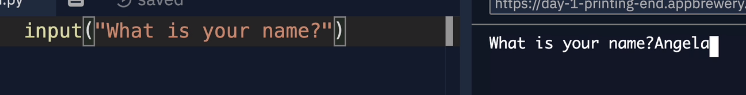 .py
saved
https://day-1-printing-end.appbrewery.
input("What is your name?")
What is your name?Angela